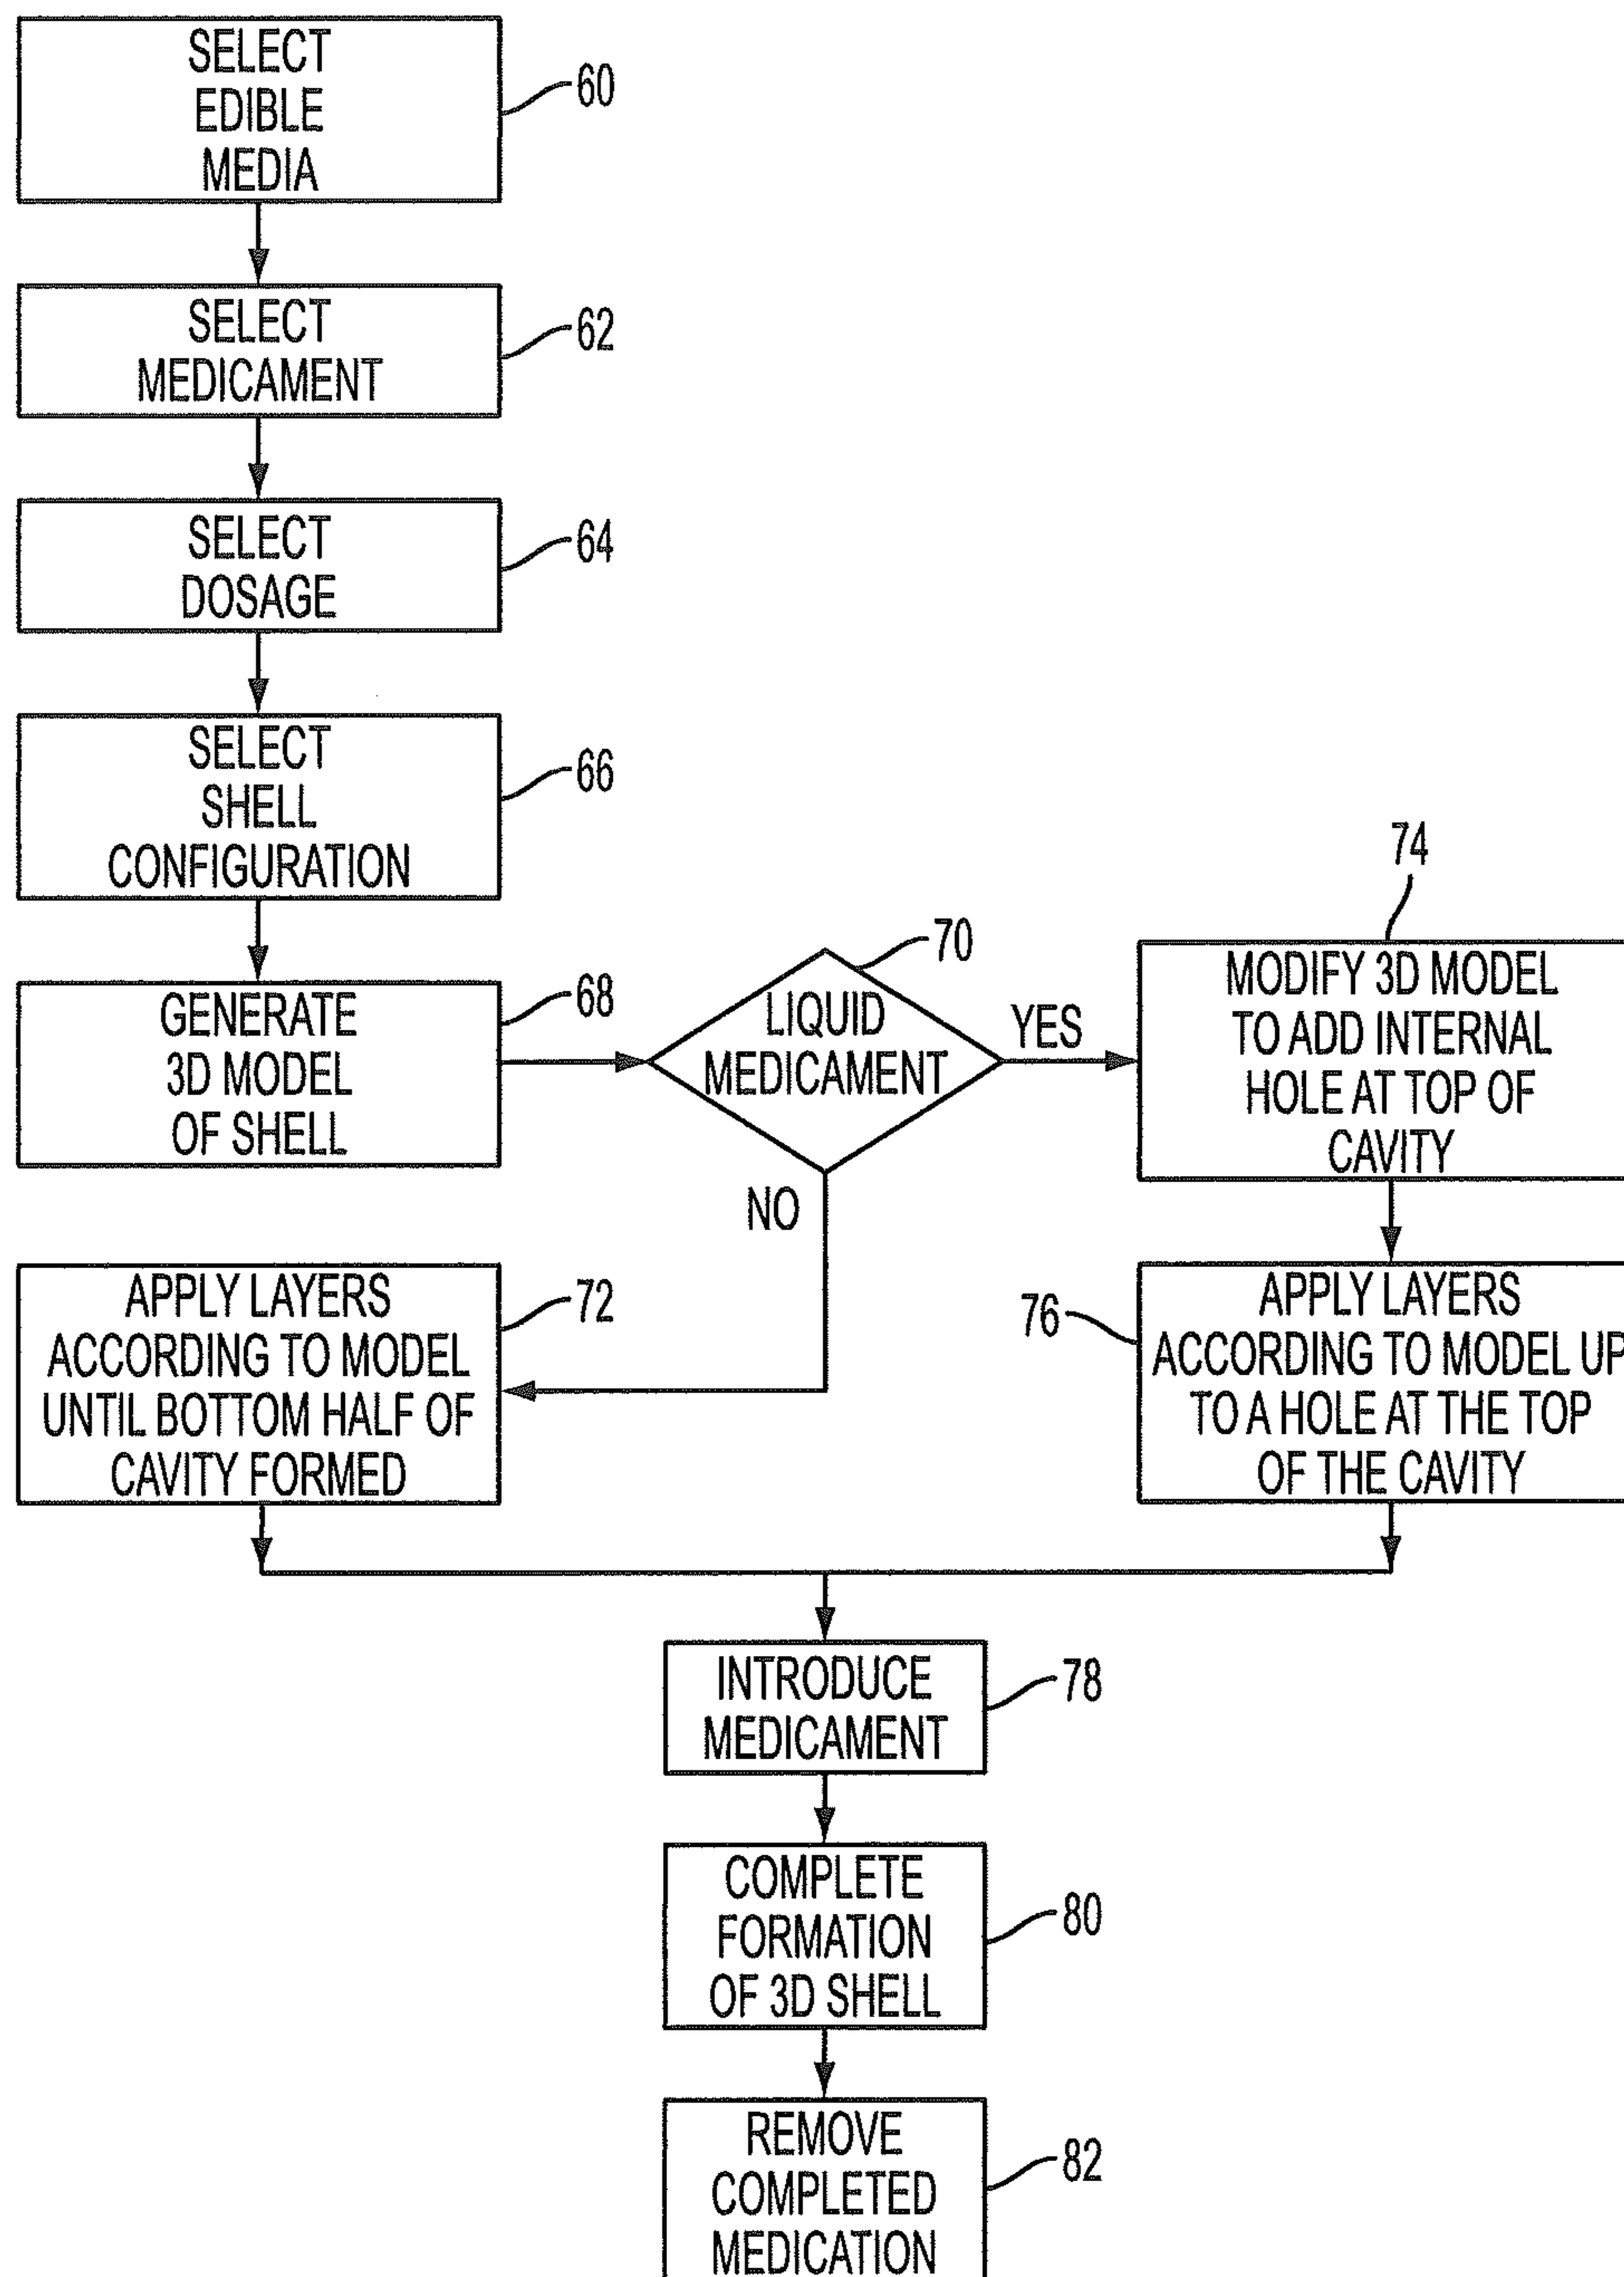 SELECT
EDIBLE
MEDIA
60
SELECT
MEDICAMENT
62
SELECT
DOSAGE
64
SELECT
SHELL
CONFIGURATION
66
GENERATE
3D MODEL
OF SHELL
68
LIQUID
MEDICAMENT
70
YES
NO
74
MODIFY 3D MODEL
TO ADD INTERNAL
HOLE AT TOP OF
CAVITY
APPLY LAYERS
ACCORDING TO MODEL
UNTIL BOTTOM HALF OF
CAVITY FORMED
72
76
APPLY LAYERS
ACCORDING TO MODEL UP
TO A HOLE AT THE TOP
OF THE CAVITY
INTRODUCE
MEDICAMENT
78
COMPLETE
FORMATION
OF 3D SHELL
80
REMOVE
COMPLETED
MEDICATION
82